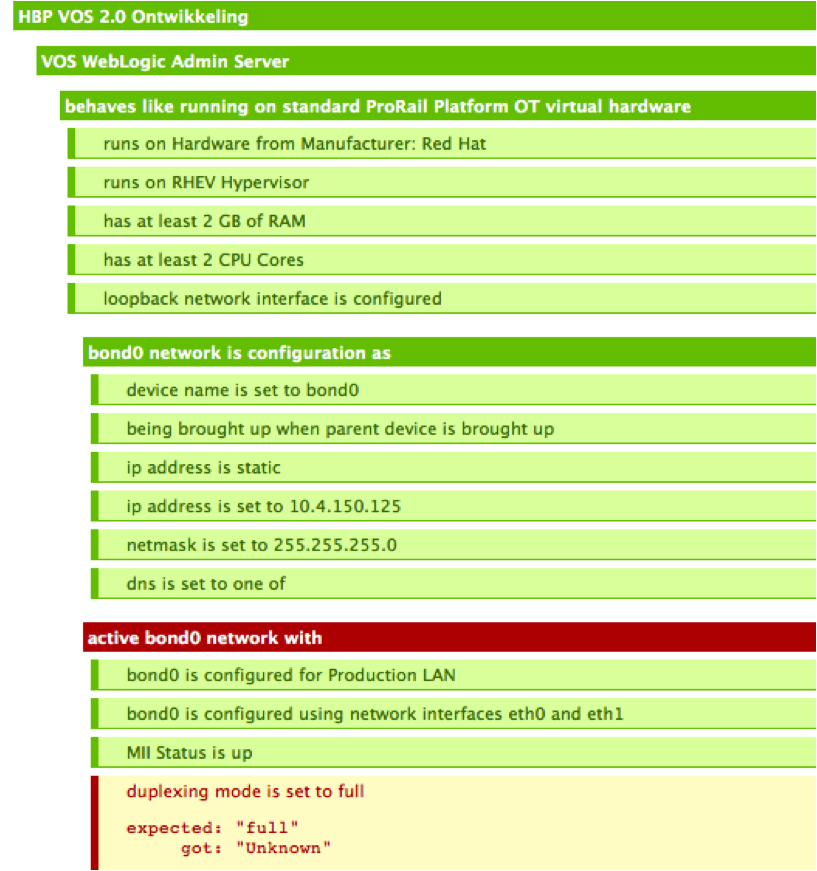 HBP VOS 2.0 Ontwikkeling
VOS WebLogic Admin Server
behaves like running on standard ProRail Platform OT virtual hardware
runs on Hardware from Manufacturer: Red Hat
runs on RHEV Hypervisor
has at least 2 GB of RAM
has at least 2 CPU Cores
loopback network interface is configured
bond0 network is configuration as
device name is set to bond0
being brought up when parent device is brought up
ip address is static
ip address is set to 10.4.150.125
netmask is set to 255.255.255.0
dns is set to one of
active bond0 network with
bond0 is configured for Production LAN
bond0 is configured using network interfaces eth0 and eth1
MII Status is up
duplexing mode is set to full
expected: "full"
got: "Unknown"